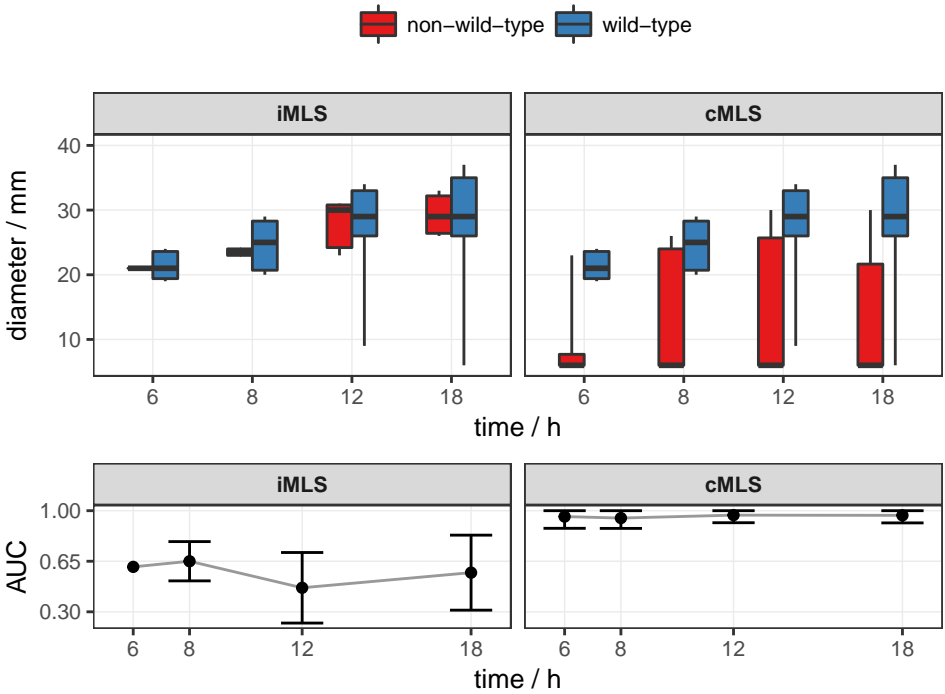 non−wild−type wild−type
iMLS cMLS
40
30
20
10
diameter / mm
6 8 12 18 6 8 12 18
time / h
iMLS cMLS
1.00
0.65
0.30
AUC
6 8 12 18 6 8 12 18
time / h